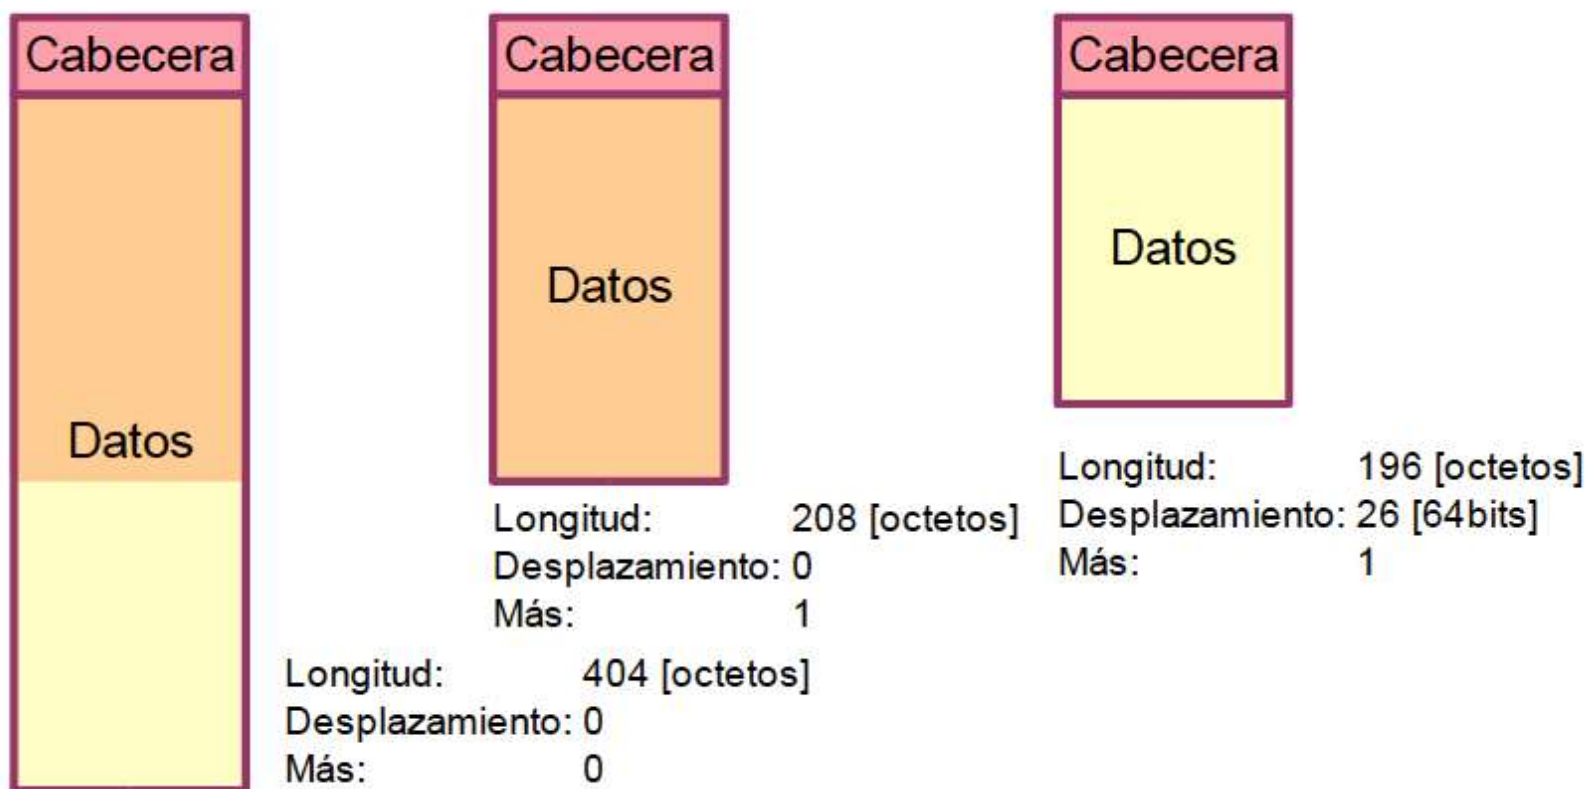 Cabecera
Datos
Longitud: 404 [octetos]
Desplazamiento: 0
Más: 0
Cabecera
Datos
Longitud: 208 [octetos]
Desplazamiento: 0
Más: 1
Cabecera
Datos
Longitud: 196 [octetos]
Desplazamiento: 26 [64bits]
Más: 1